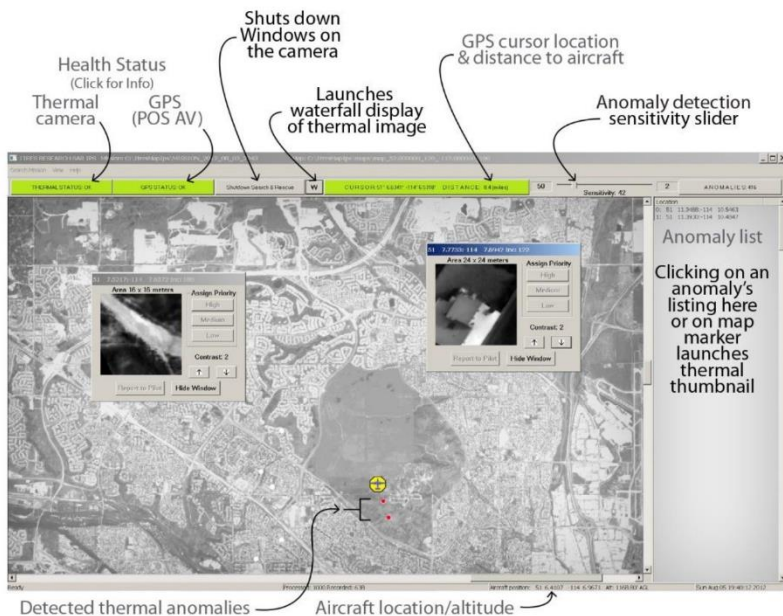 Shuts down
Windows on
the camera
GPS cursor location
& distance to aircraft
Health Status
(Click for Info)
Thermal
camera
GPS
(POS AV)
Launches
waterfall display
of thermal image
Anomaly detection
sensitivity slider
THERMAL STATUS: OK
GPS STATUS: OK
Shutdown Search & Rescue
W
50
Sensitivity: 42
2
Location
Anomaly list
Clicking on an
anomaly's
listing here
or on map
marker
launches
thermal
thumbnail
Area 16 x 16 meters
Assign Priority
High
Medium
Low
Contrast: 2
Report to Pilot
Hide Window
Area 24 x 24 meters
Assign Priority
High
Medium
Low
Contrast: 2
Report to Pilot
Hide Window
Ready
Detected thermal anomalies
Aircraft location/altitude